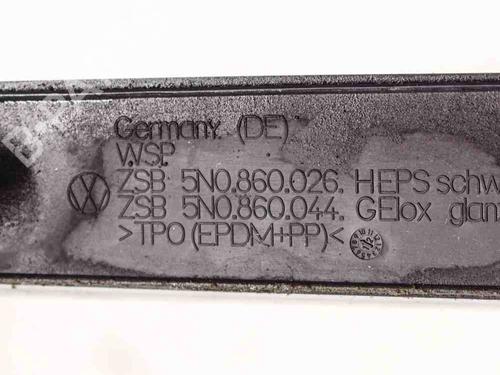 Germany (DE)
W.S.P.
ZSB 5N0.860.026. HEPS schw
ZSB 5N0.860.044. GElox glan
>TPO(EPDM+PP)<